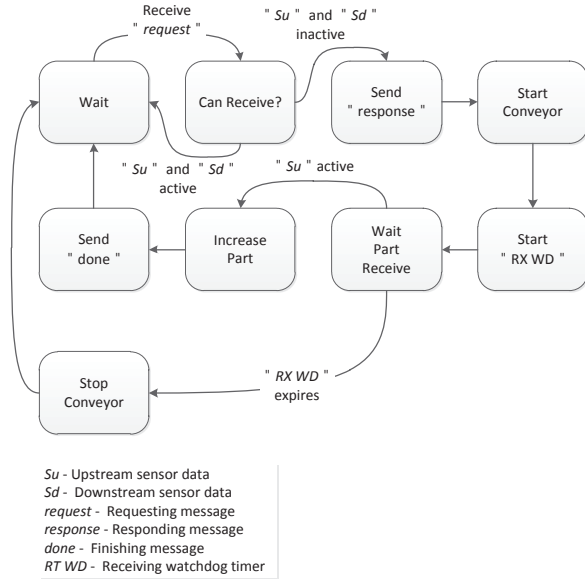 Receive
" request "
" Su " and " Sd "
inactive
Wait
Can Receive?
Send
" response "
Start
Conveyor
" Su " and " Sd "
active
" Su " active
Send
" done "
Increase
Part
Wait
Part
Receive
Start
" RX WD "
Stop
Conveyor
" RX WD "
expires
Su - Upstream sensor data
Sd - Downstream sensor data
request - Requesting message
response - Responding message
done - Finishing message
RT WD - Receiving watchdog timer